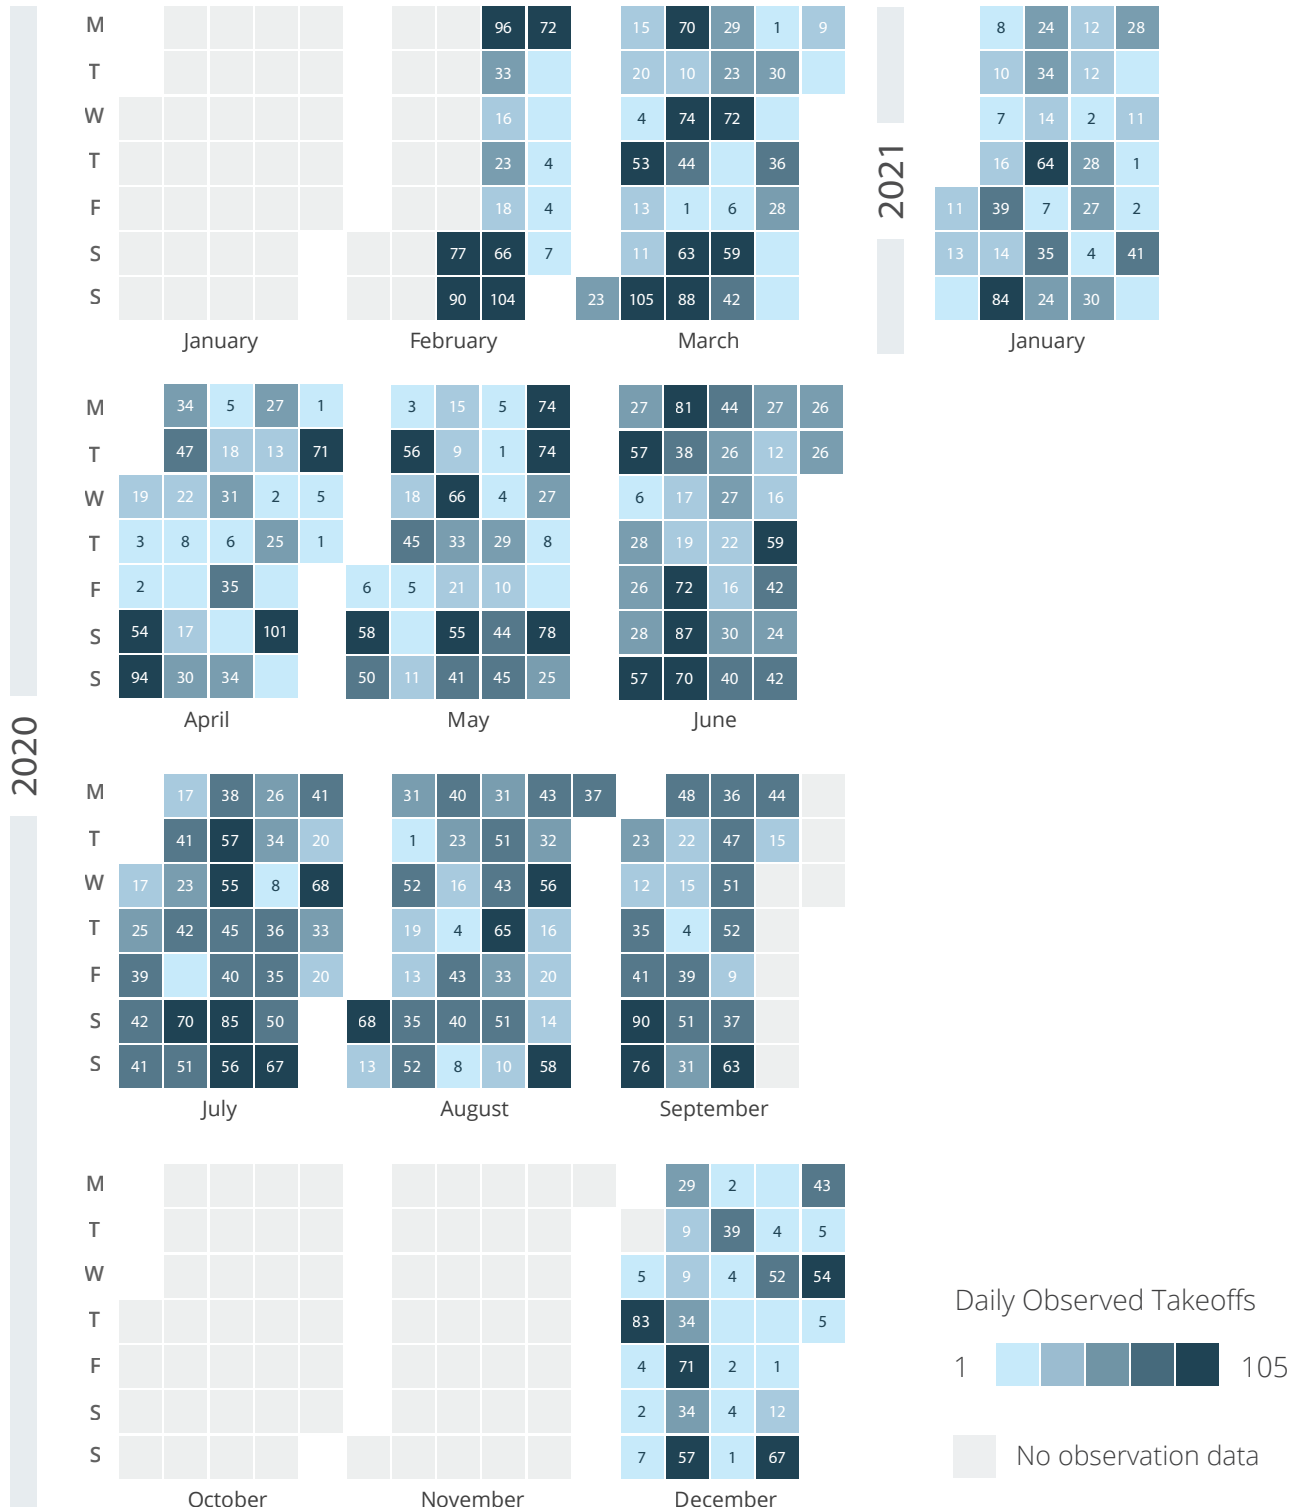 M 96 72 15 70 29 1 9 8 24 12 28
T 33 20 10 23 30 10 34 12
W 16 4 74 72 7 14 2 11
T 23 4 53 44 36 16 64 28 1
F 18 4 13 1 6 28 11 39 7 27 2
S 77 66 7 11 63 59 13 14 35 4 41
S 90 104 23 105 88 42 84 24 30
January February March January
2021
M 34 5 27 1 3 15 5 74 27 81 44 27 26
T 47 18 13 71 56 9 1 74 57 38 26 12 26
W 19 22 31 2 5 18 66 4 27 6 17 27 16
T 3 8 6 25 1 45 33 29 8 28 19 22 59
F 2 35 6 5 21 10 26 72 16 42
S 54 17 101 58 55 44 78 28 87 30 24
S 94 30 34 50 11 41 45 25 57 70 40 42
April May June
2020
M 17 38 26 41 31 40 31 43 37 48 36 44
T 41 57 34 20 1 23 51 32 23 22 47 15
W 17 23 55 8 68 52 16 43 56 12 15 51
T 25 42 45 36 33 19 4 65 16 35 4 52
F 39 40 35 20 13 43 33 20 41 39 9
S 42 70 85 50 68 35 40 51 14 90 51 37
S 41 51 56 67 13 52 8 10 58 76 31 63
July August September
M 29 2 43
T 9 39 4 5
W 5 9 4 52 54
T 83 34 5
F 4 71 2 1
S 2 34 4 12
S 7 57 1 67
October November December
Daily Observed Takeoffs
1 105
No observation data